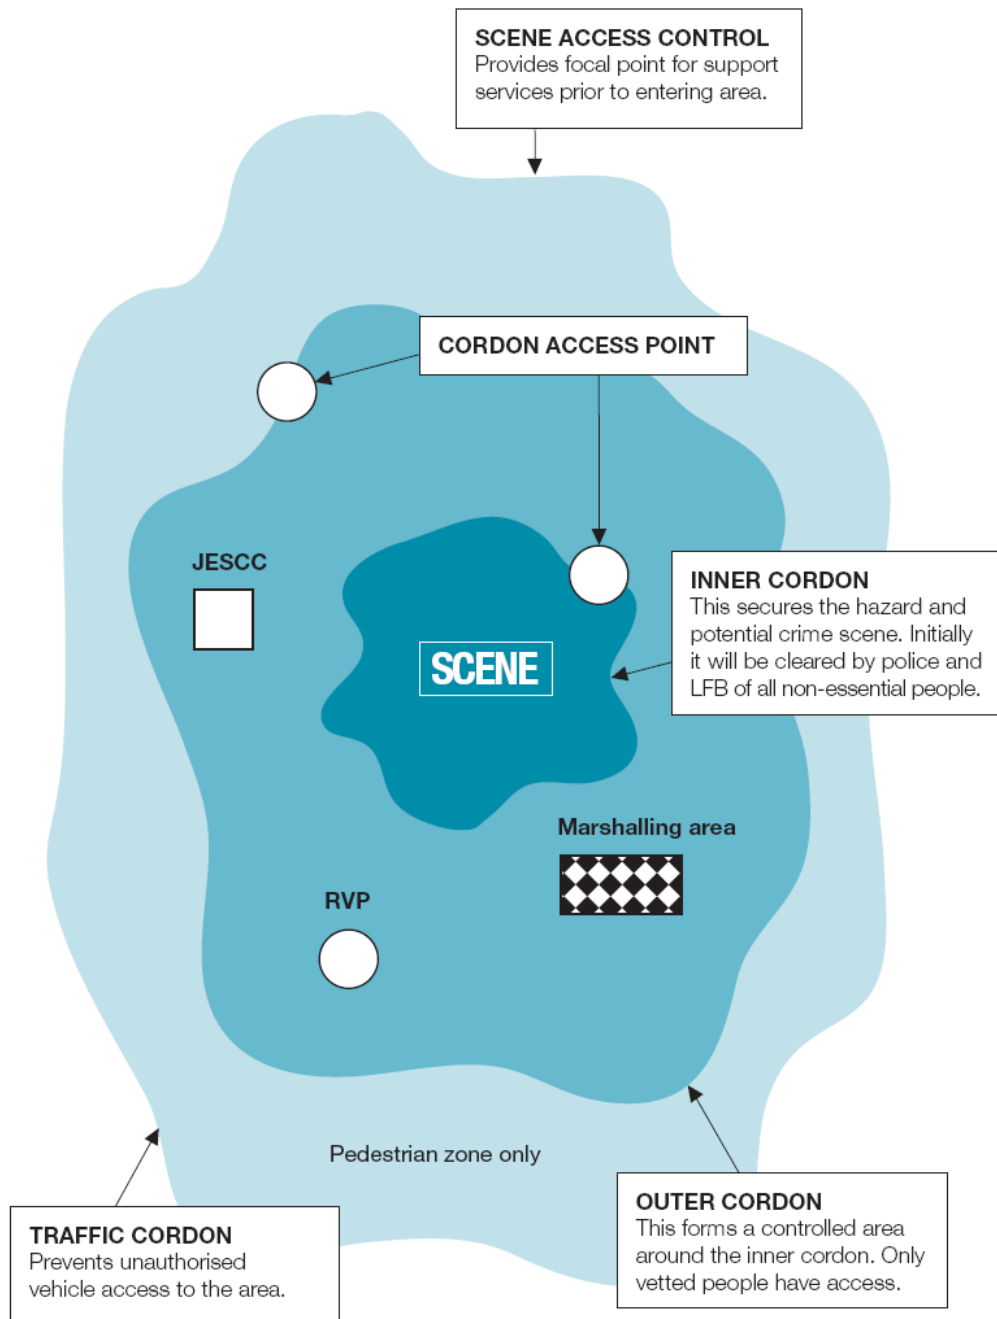 SCENE ACCESS CONTROL
Provides focal point for support
services prior to entering area.
CORDON ACCESS POINT
JESCC
INNER CORDON
This secures the hazard and
potential crime scene. Initially
it will be cleared by police and
LFB of all non-essential people.
SCENE
Marshalling area
RVP
Pedestrian zone only
OUTER CORDON
This forms a controlled area
around the inner cordon. Only
vetted people have access.
TRAFFIC CORDON
Prevents unauthorised
vehicle access to the area.